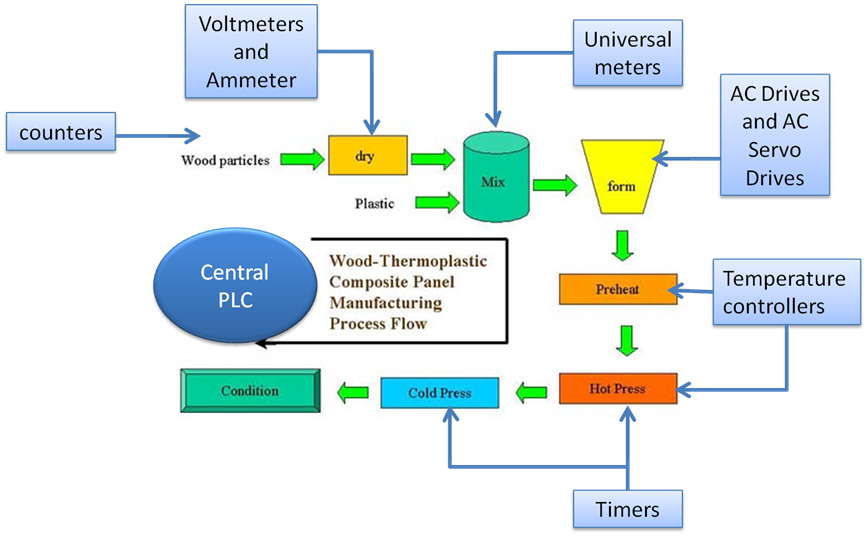 Voltmeters
and
Ammeter
Universal
meters
AC Drives
and AC
Servo
Drives
counters
Wood particles
dry
Mix
form
Plastic
Central
PLC
Wood-Thermoplastic
Composite Panel
Manufacturing
Process Flow
Preheat
Temperature
controllers
Condition
Cold Press
Hot Press
Timers